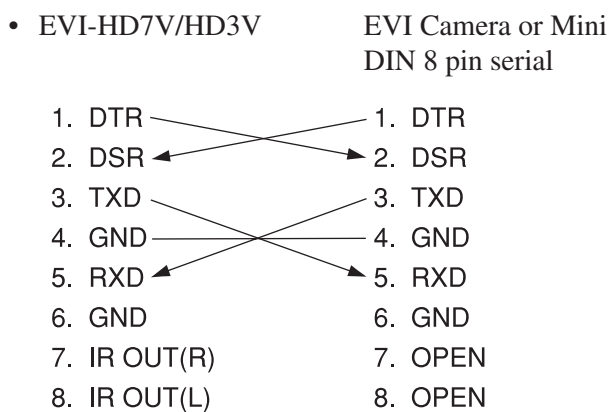 • EVI-HD7V/HD3V EVI Camera or Mini
DIN 8 pin serial
1. DTR 1. DTR
2. DSR 2. DSR
3. TXD 3. TXD
4. GND 4. GND
5. RXD 5. RXD
6. GND 6. GND
7. IR OUT(R) 7. OPEN
8. IR OUT(L) 8. OPEN